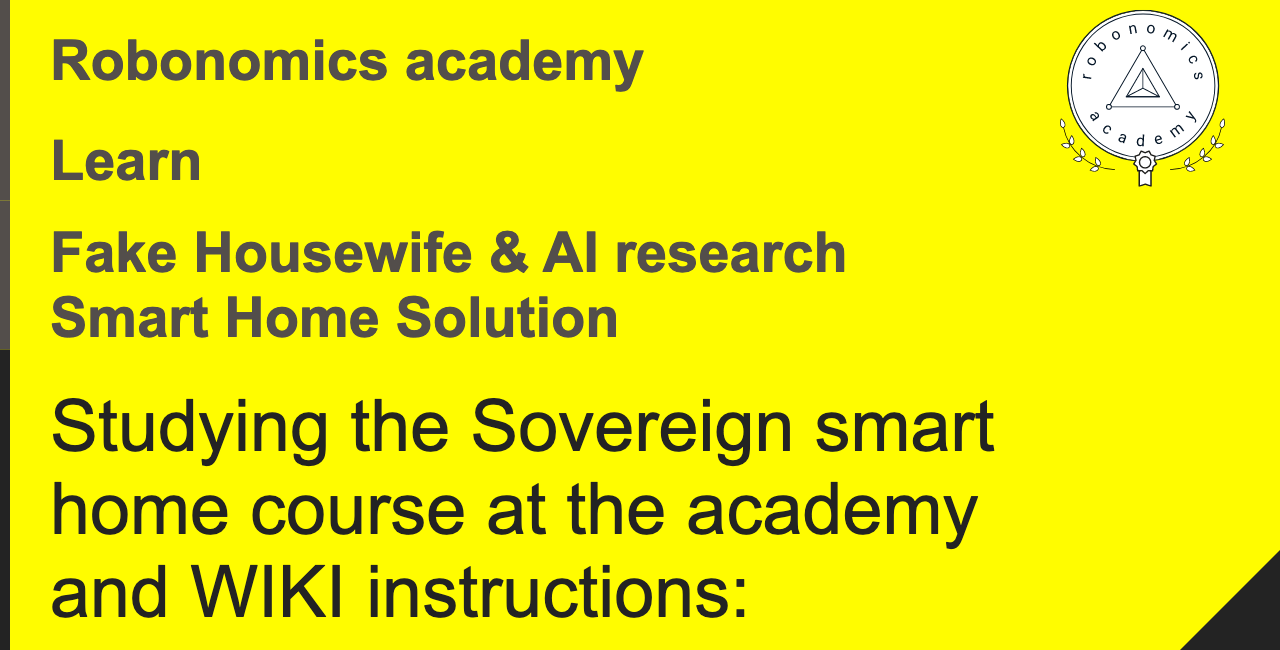 Robonomics academy
robonomics
academy
Learn
Fake Housewife & AI research
Smart Home Solution
Studying the Sovereign smart
home course at the academy
and WIKI instructions: